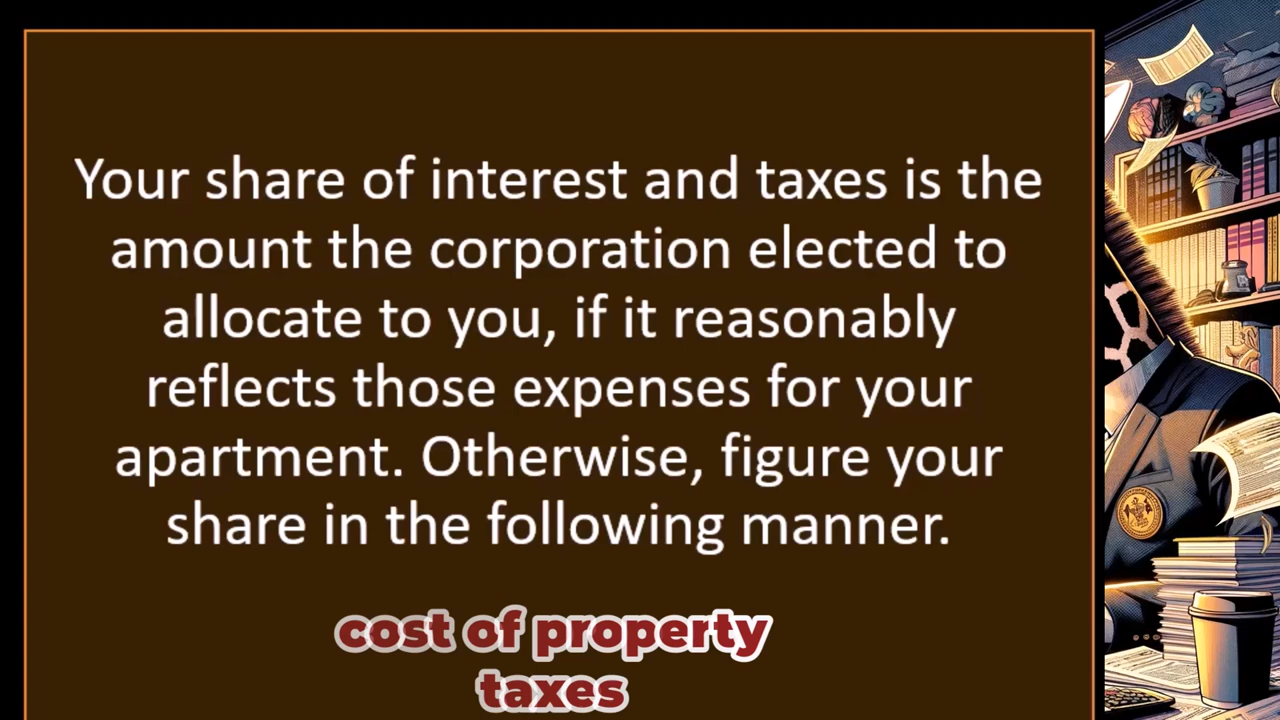 Your share of interest and taxes is the
amount the corporation elected to
allocate to you, if it reasonably
reflects those expenses for your
apartment. Otherwise, figure your
share in the following manner.
cost of property
taxes